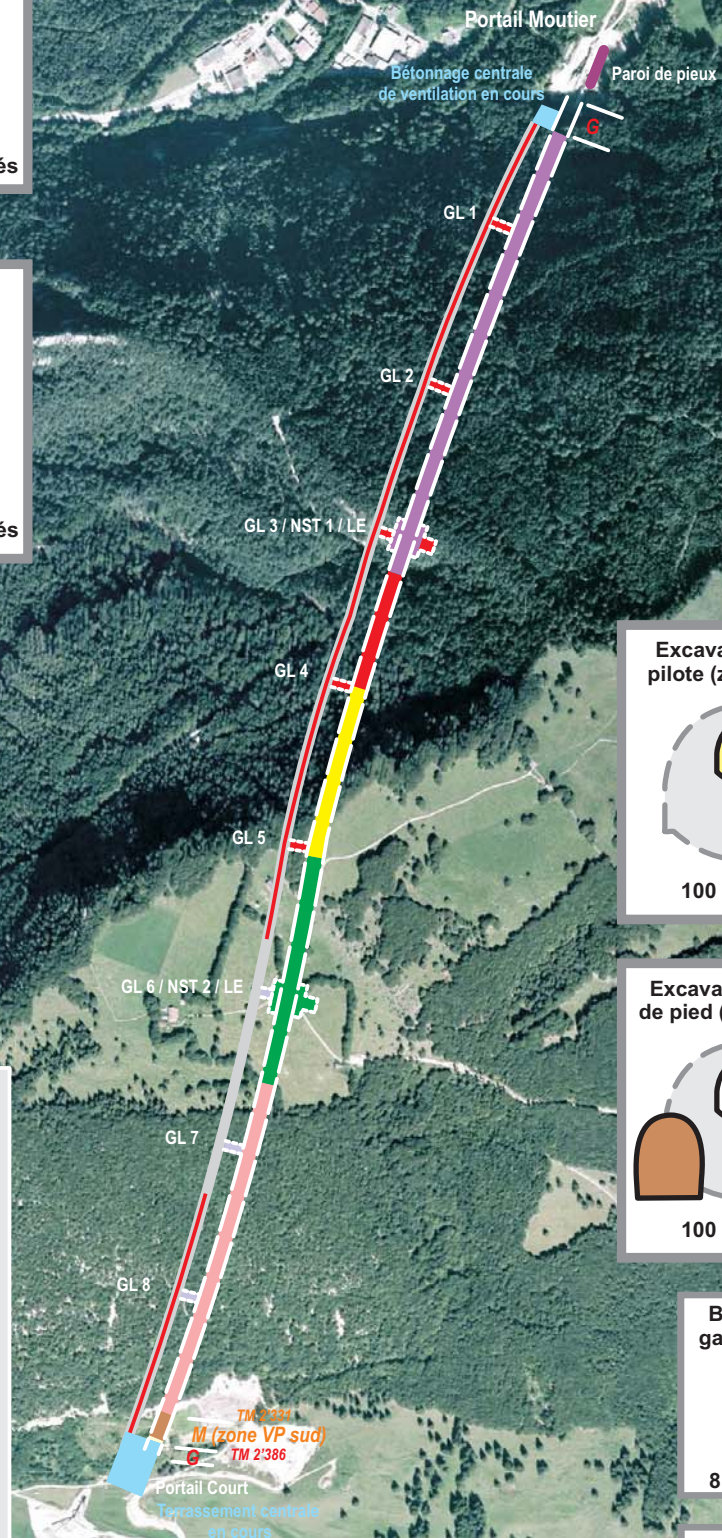 Portail Moutier
Bétonnage centrale
de ventilation en cours
Paroi de pieux
G
és
GL 1
GL 2
GL 3 / NST 1 / LE
és
GL 4
Excava
pilote (z
100
GL 5
GL 6 / NST 2 / LE
Excava
de pied (
100
GL 7
GL 8
B
ga
8
TM 2'331
M (zone VP sud)
G
TM 2'386
Portail Court
Terrassement centrale
en cours